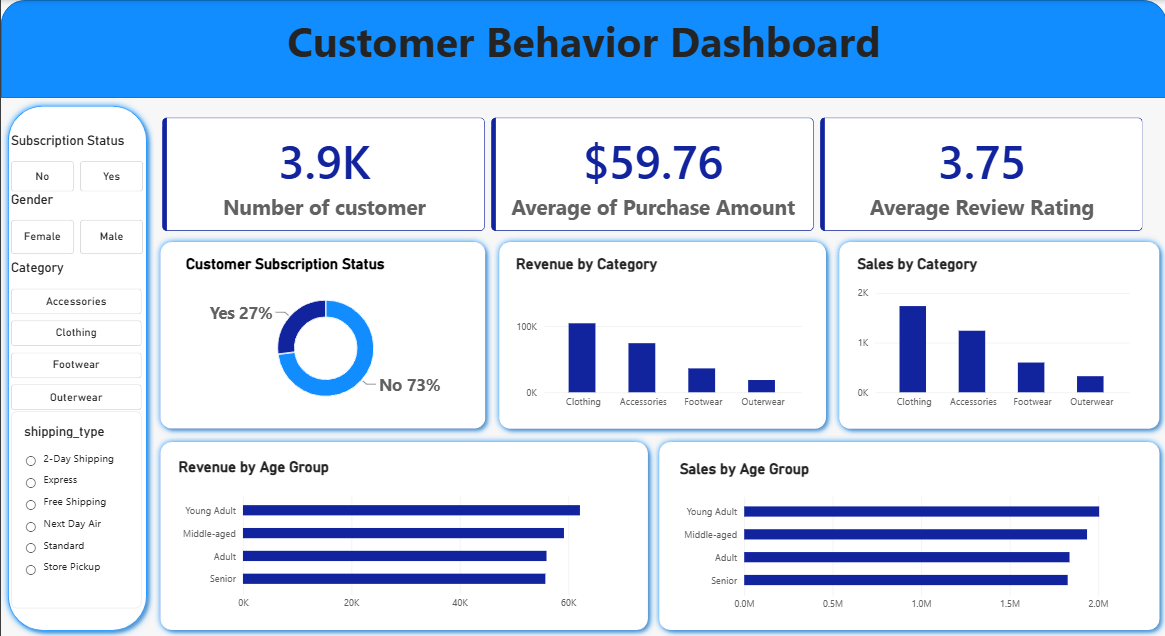 Customer Behavior Dashboard
Subscription Status
No Yes
Gender
Female Male
Category
Accessories
Clothing
Footwear
Outerwear
shipping_type
2-Day Shipping
Express
Free Shipping
Next Day Air
Standard
Store Pickup
3.9K
Number of customer
$59.76
Average of Purchase Amount
3.75
Average Review Rating
Customer Subscription Status
Yes 27%
No 73%
Revenue by Category
100K
0K
Clothing Accessories Footwear Outerwear
Sales by Category
2K
1K
0K
Clothing Accessories Footwear Outerwear
Revenue by Age Group
Young Adult
Middle-aged
Adult
Senior
0K 20K 40K 60K
Sales by Age Group
Young Adult
Middle-aged
Adult
Senior
0.0M 0.5M 1.0M 1.5M 2.0M